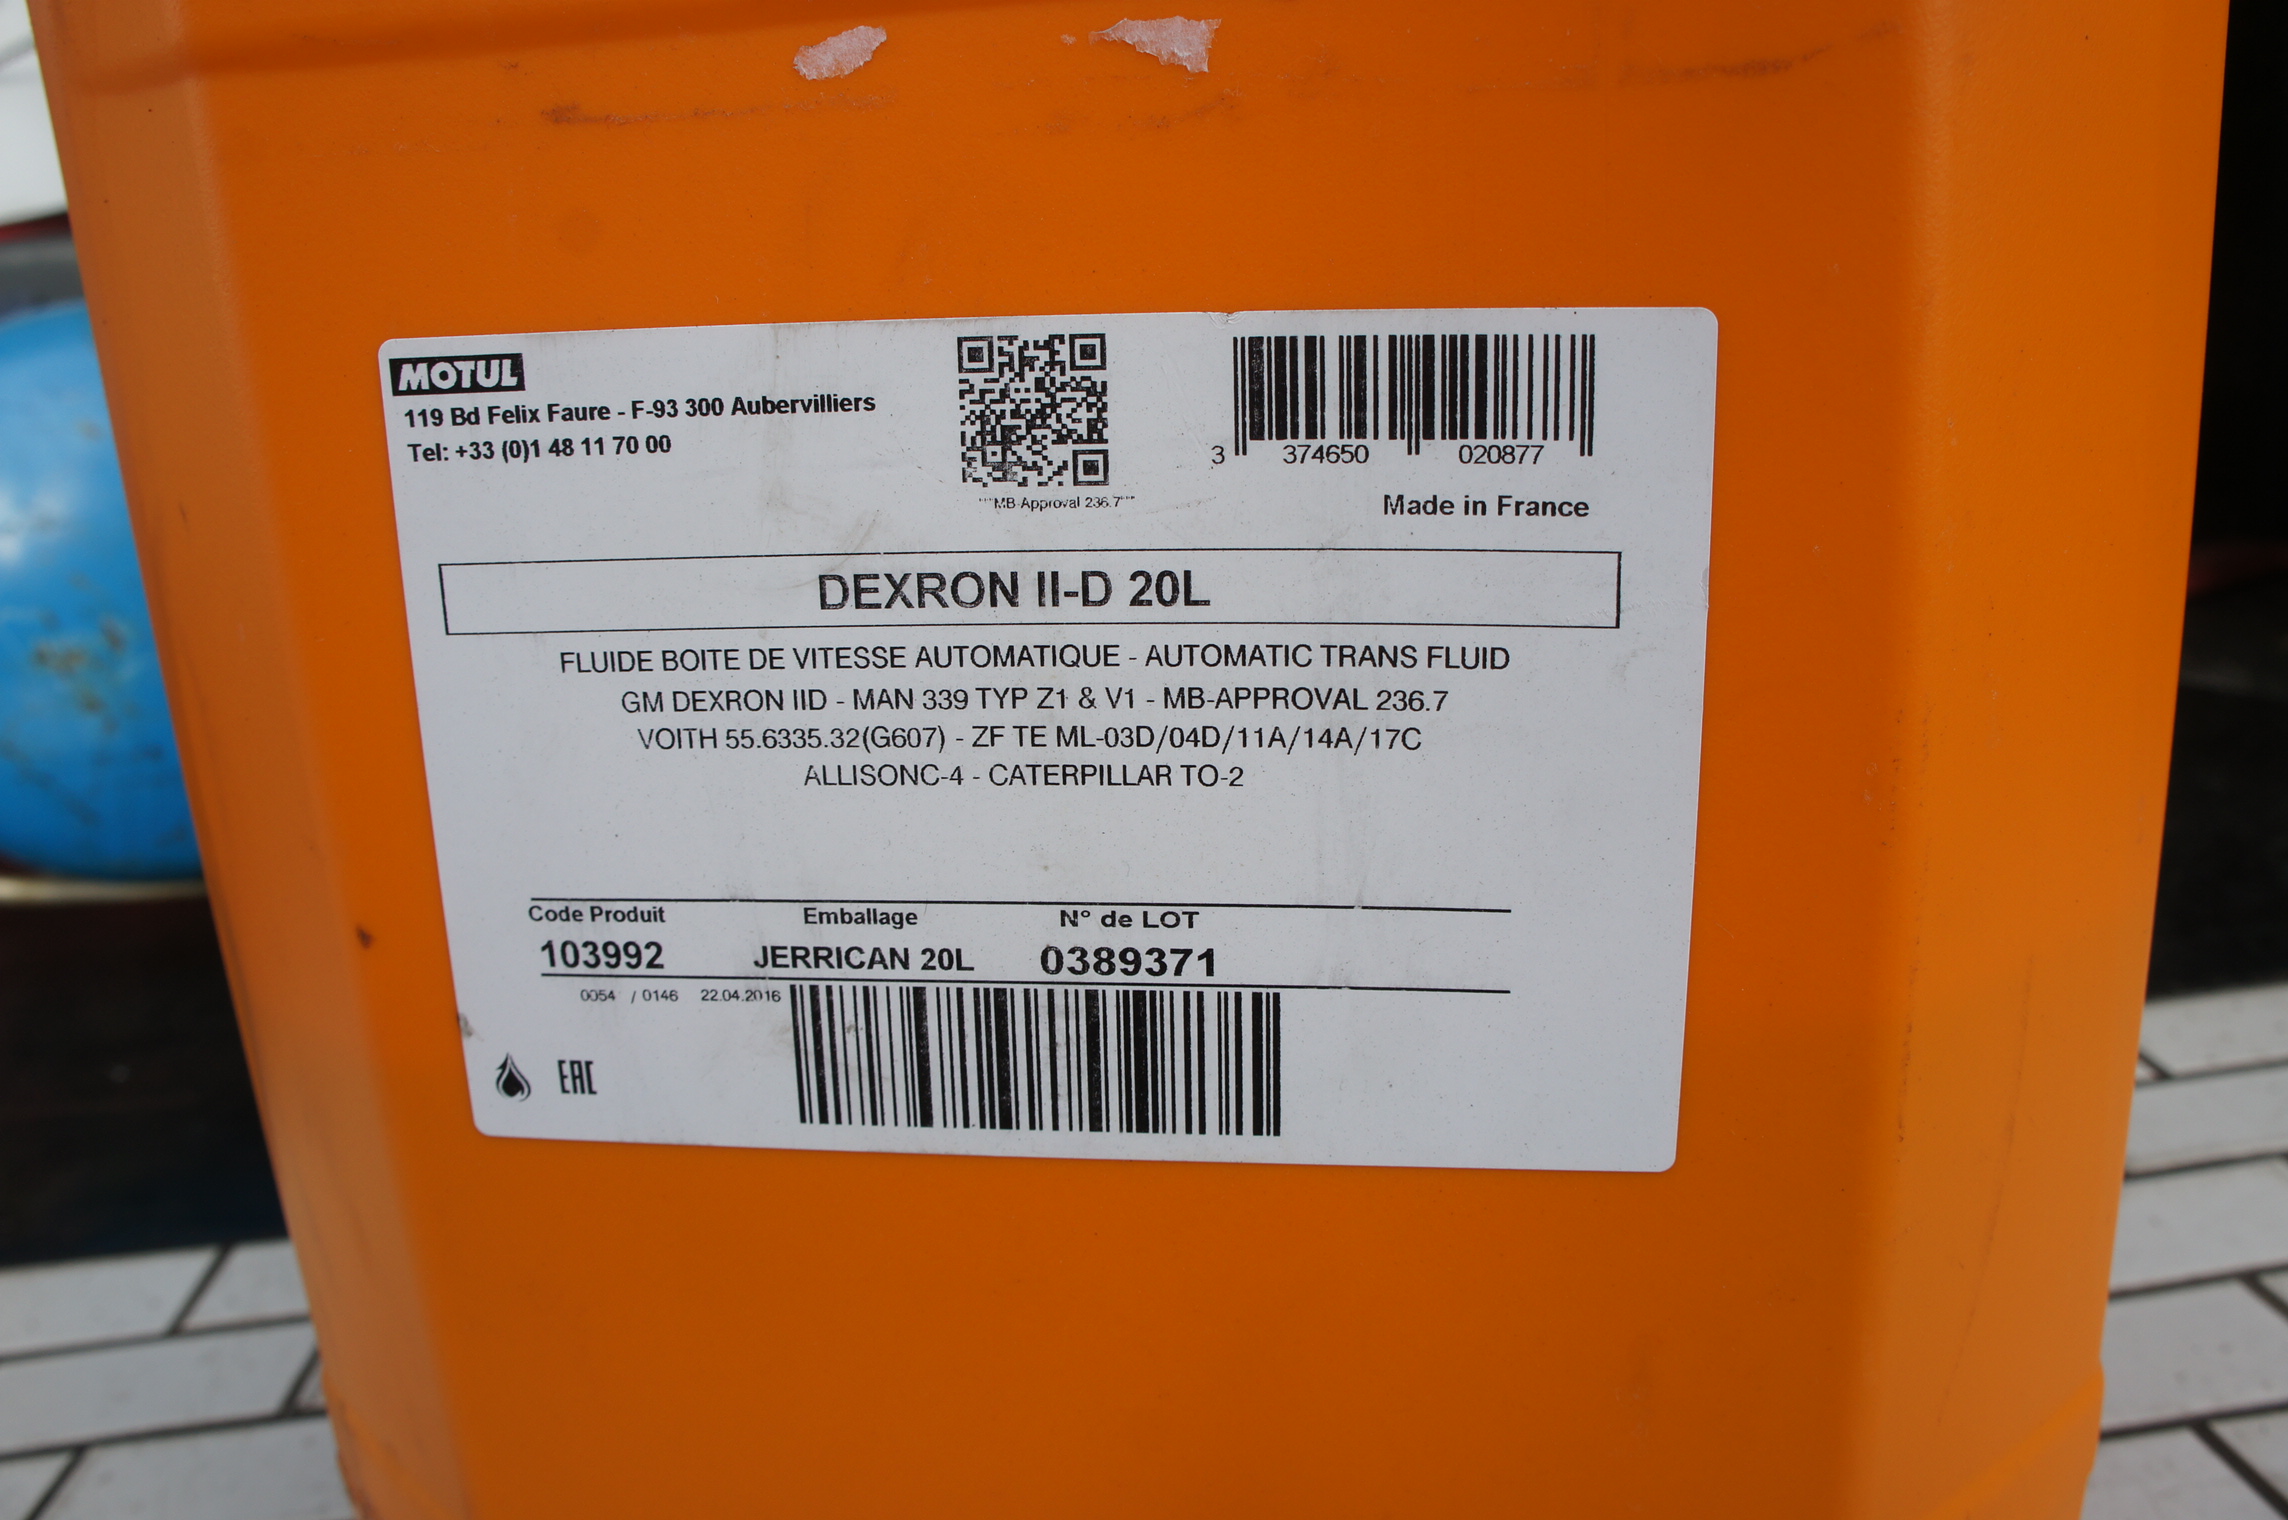 MOTUL
119 Bd Felix Faure - F-93 300 Aubervilliers
Tel: +33 (0)1 48 11 70 00
"""MB-Approval 236.7"""
3 374650 020877
Made in France
DEXRON II-D 20L
FLUIDE BOITE DE VITESSE AUTOMATIQUE - AUTOMATIC TRANS FLUID
GM DEXRON IID - MAN 339 TYP Z1 & V1 - MB-APPROVAL 236.7
VOITH 55.6335.32(G607) - ZF TE ML-03D/04D/11A/14A/17C
ALLISONC-4 - CATERPILLAR TO-2
Code Produit Emballage N° de LOT
103992 JERRICAN 20L 0389371
0054 / 0146 22.04.2016
EAC